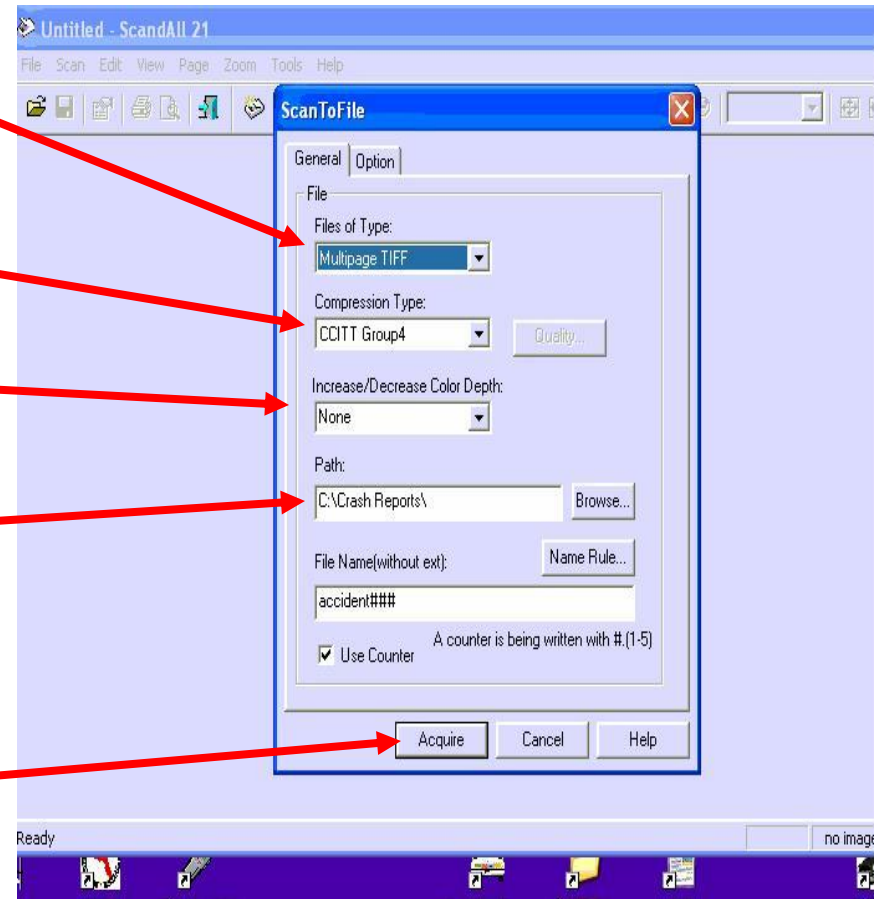 Untitled - ScandAll 21
File Scan Edit View Page Zoom Tools Help
ScanToFile
General Option
File
Files of Type:
Multipage TIFF
Compression Type:
CCITT Group4 Quality...
Increase/Decrease Color Depth:
None
Path:
C:\Crash Reports\ Browse...
File Name(without ext): Name Rule...
accident###
Use Counter A counter is being written with #.(1-5)
Acquire Cancel Help
Ready no image